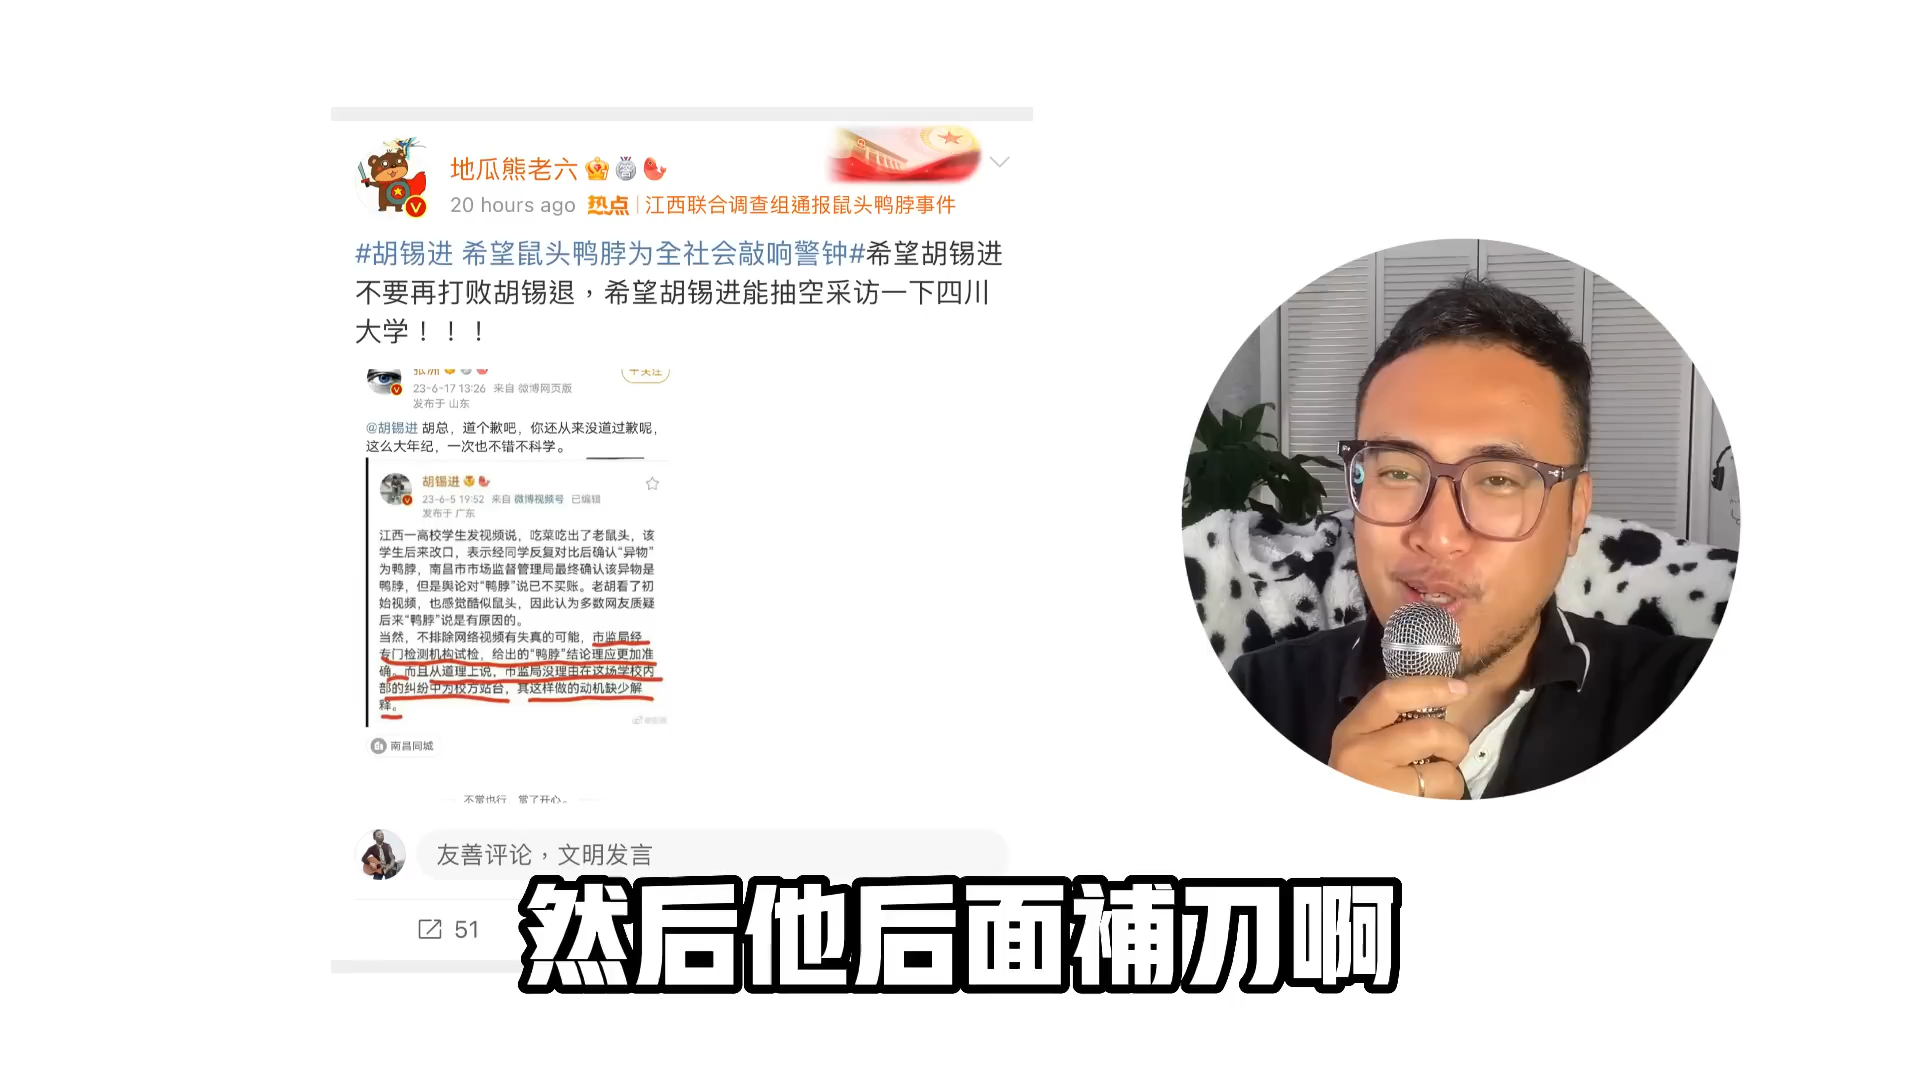 地瓜熊老六
20 hours ago 热点 | 江西联合调查组通报鼠头鸭脖事件
#胡锡进 希望鼠头鸭脖为全社会敲响警钟#希望胡锡进
不要再打败胡锡退，希望胡锡进能抽空采访一下四川
大学！！！
23-6-17 13:26 来自 微博网页版
发布于 山东
@胡锡进 胡总，道个歉吧，你还从来没道过歉呢，
这么大年纪，一次也不错不科学。
胡锡进
23-6-5 19:52 来自 微博视频号 已编辑
发布于 广东
江西一高校学生发视频说，吃菜吃出了老鼠头，该
学生后来改口，表示经同学反复对比后确认“异物”
为鸭脖，南昌市市场监督管理局最终确认该异物是
鸭脖，但是舆论对“鸭脖”说已不买账。老胡看了初
始视频，也感觉酷似鼠头，因此认为多数网友质疑
后来“鸭脖”说是有原因的。
当然，不排除网络视频有失真的可能，市监局经
专门检测机构试检，给出的“鸭脖”结论理应更加准
确。而且从道理上说，市监局没理由在这场学校内
部的纠纷中为校方站台，其这样做的动机缺少解
释。
南昌同城
不赏也行，赏了开心。
友善评论，文明发言
51
然后他后面補刀啊